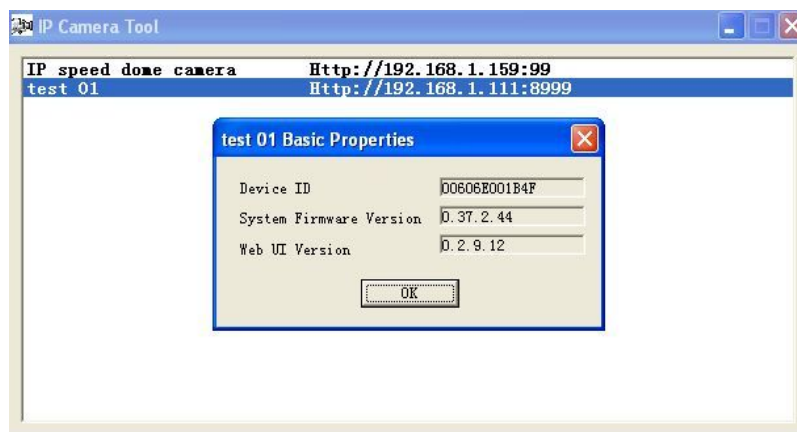 IP Camera Tool
IP speed dome camera Http://192.168.1.159:99
test 01 Http://192.168.1.111:8999
test 01 Basic Properties
Device ID 00606E001B4F
System Firmware Version 0.37.2.44
Web UI Version 0.2.9.12
OK